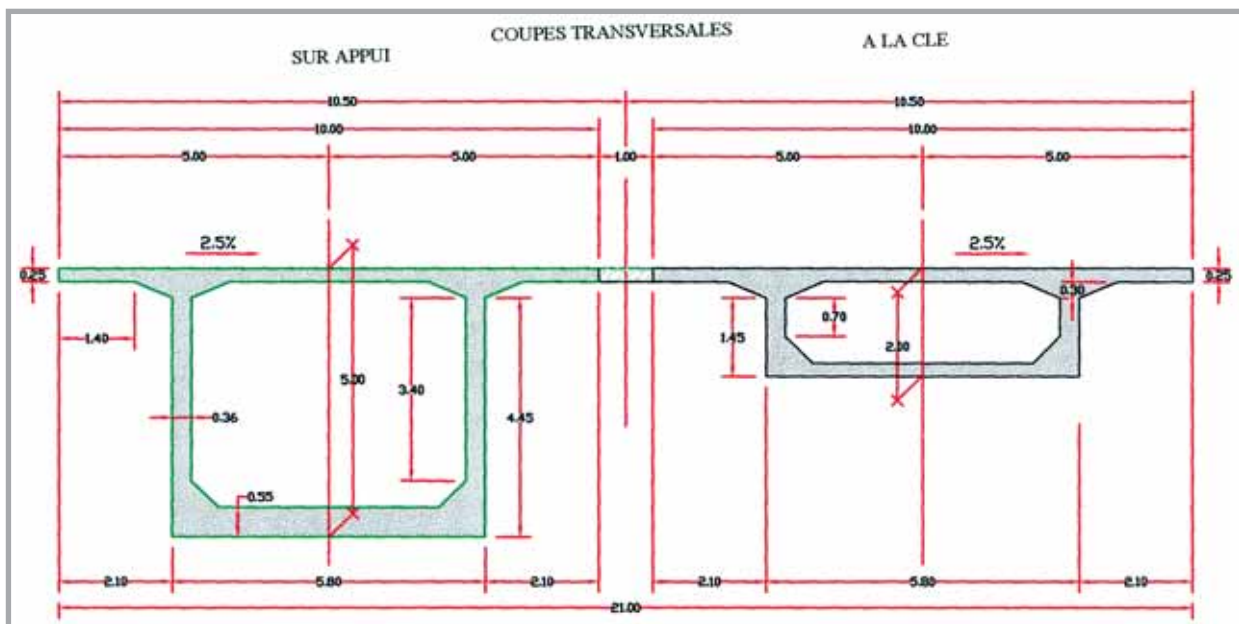 COUPES TRANSVERSALES
SUR APPUI
A LA CLE
10.50 10.50
10.00 10.00
5.00 5.00 1.00 5.00 5.00
2.5% 2.5%
0.25 0.25
0.30
1.40 1.45 0.70 2.00
5.00
3.40
0.36 4.45
0.55
2.10 5.80 2.10 2.10 5.80 2.10
21.00